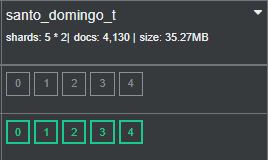 santo_domingo_t
shards: 5 * 2| docs: 4,130 | size: 35.27MB
0 1 2 3 4
0 1 2 3 4